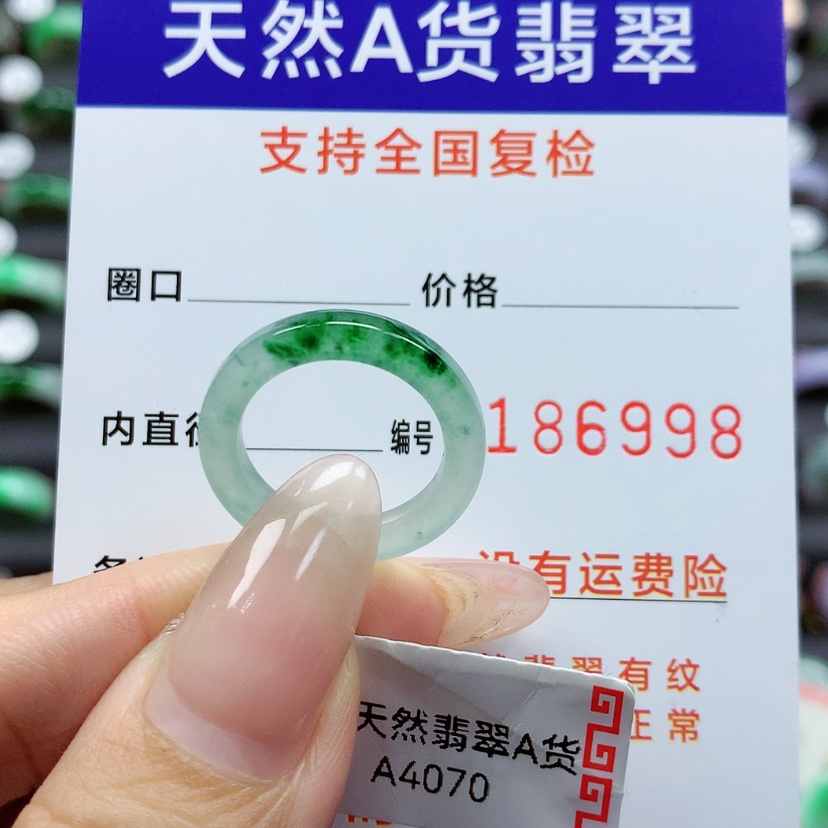 天然A货翡翠
支持全国复检
圈口 价格
内直径 编号 186998
有运费险
翡翠有纹
正常
天然翡翠A货
A4070